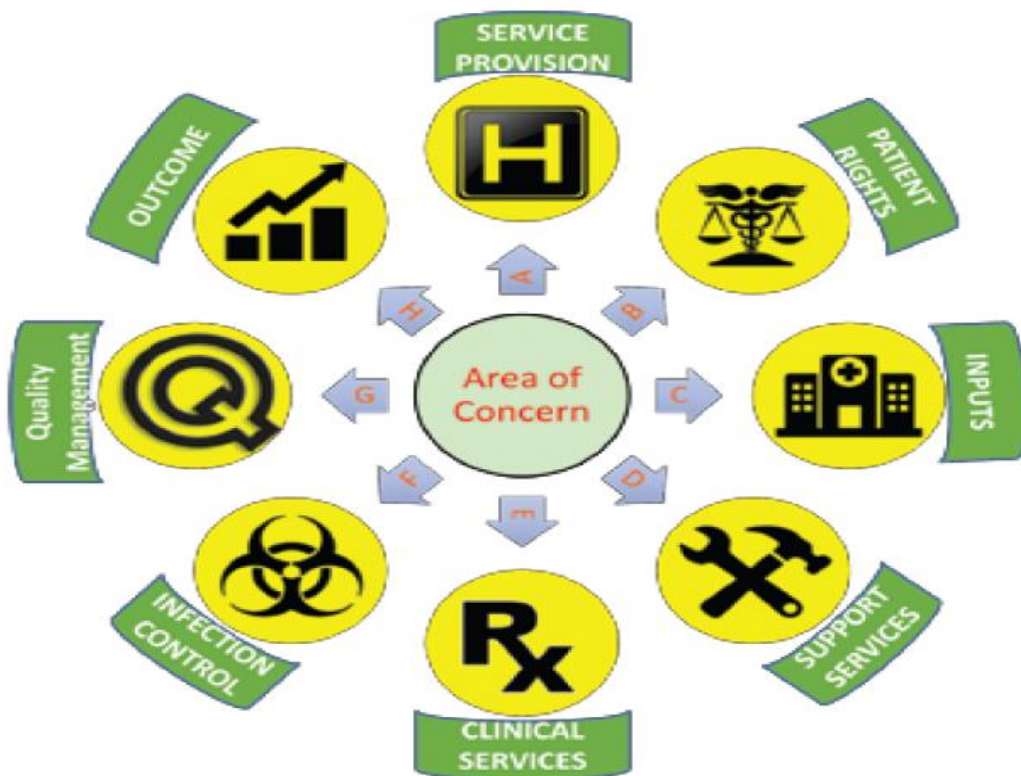 SERVICE
PROVISION
H
PATIENT
RIGHTS
OUTCOME
A
B
H
Area of
Concern
C
G
INPUTS
Quality
Management
Q
D
E
F
SUPPORT
SERVICES
Rx
CLINICAL
SERVICES
INFECTION
CONTROL